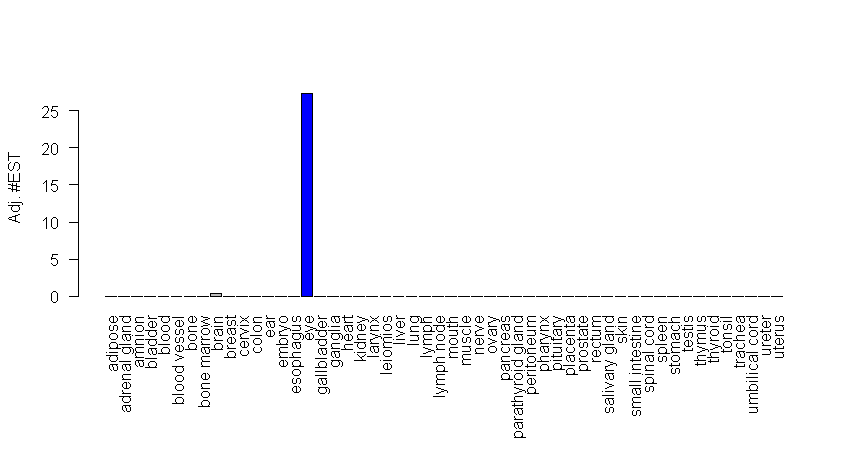 Adj. #EST
25
20
15
10
5
0
adipose
adrenal gland
amnion
bladder
blood
blood vessel
bone
bone marrow
brain
breast
cervix
colon
ear
embryo
esophagus
eye
gallbladder
ganglia
heart
kidney
larynx
leiomios
liver
lung
lymph
lymph node
mouth
muscle
nerve
ovary
pancreas
parathyroid gland
peritoneum
pharynx
pituitary
placenta
prostate
rectum
salivary gland
skin
small intestine
spinal cord
spleen
stomach
testis
thymus
thyroid
tonsil
trachea
umbilical cord
ureter
uterus